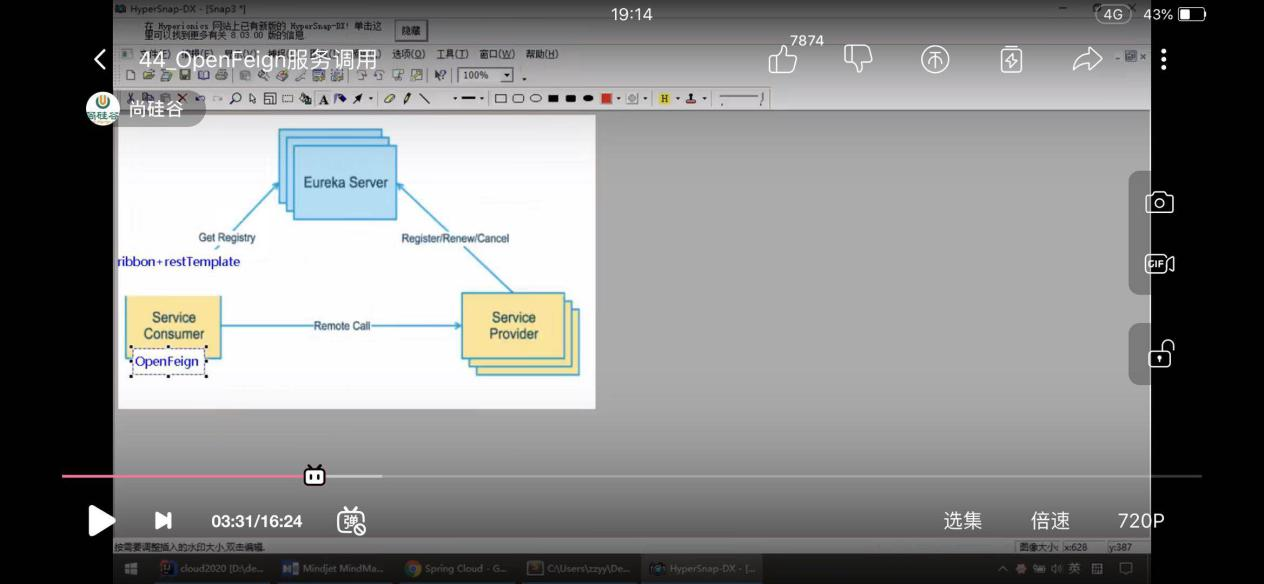 HyperSnap-DX - [Snap3 *]
19:14
4G
43%
在 Hyperionics 网站上已有新版的 HyperSnap-DX! 单击这
里可以找到更多有关 8.03.00 版的信息.
隐藏
7874
44_OpenFeign服务调用
选项(O) 工具(T) 窗口(W) 帮助(H)
100%
尚硅谷
Eureka Server
Get Registry
Register/Renew/Cancel
ribbon+restTemplate
Service
Consumer
Remote Call
Service
Provider
OpenFeign
GIF
03:31/16:24
弹
选集
倍速
720P
按需要调整插入的水印大小,双击编辑.
图像大小:
x:628
y:387
cloud2020 [D:\de...
Mindjet MindMa...
Spring Cloud - G...
C:\Users\zzyy\De...
HyperSnap-DX - [...
英